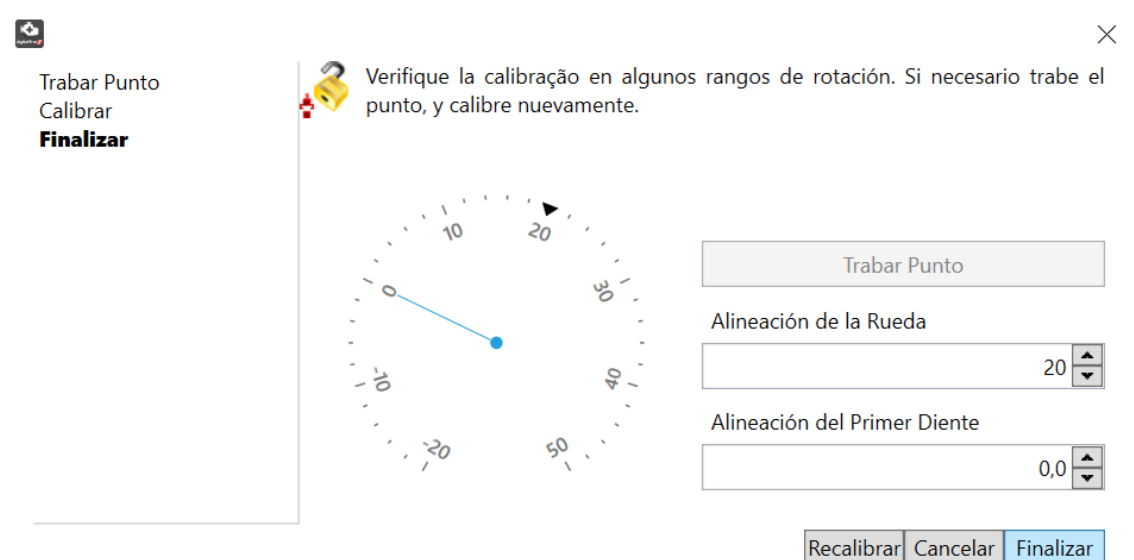 Trabar Punto
Calibrar
Finalizar
Verifique la calibração en algunos rangos de rotación. Si necesario trabe el
punto, y calibre nuevamente.
-20
-10
0
10
20
30
40
50
Trabar Punto
Alineación de la Rueda
20
Alineación del Primer Diente
0,0
Recalibrar Cancelar Finalizar